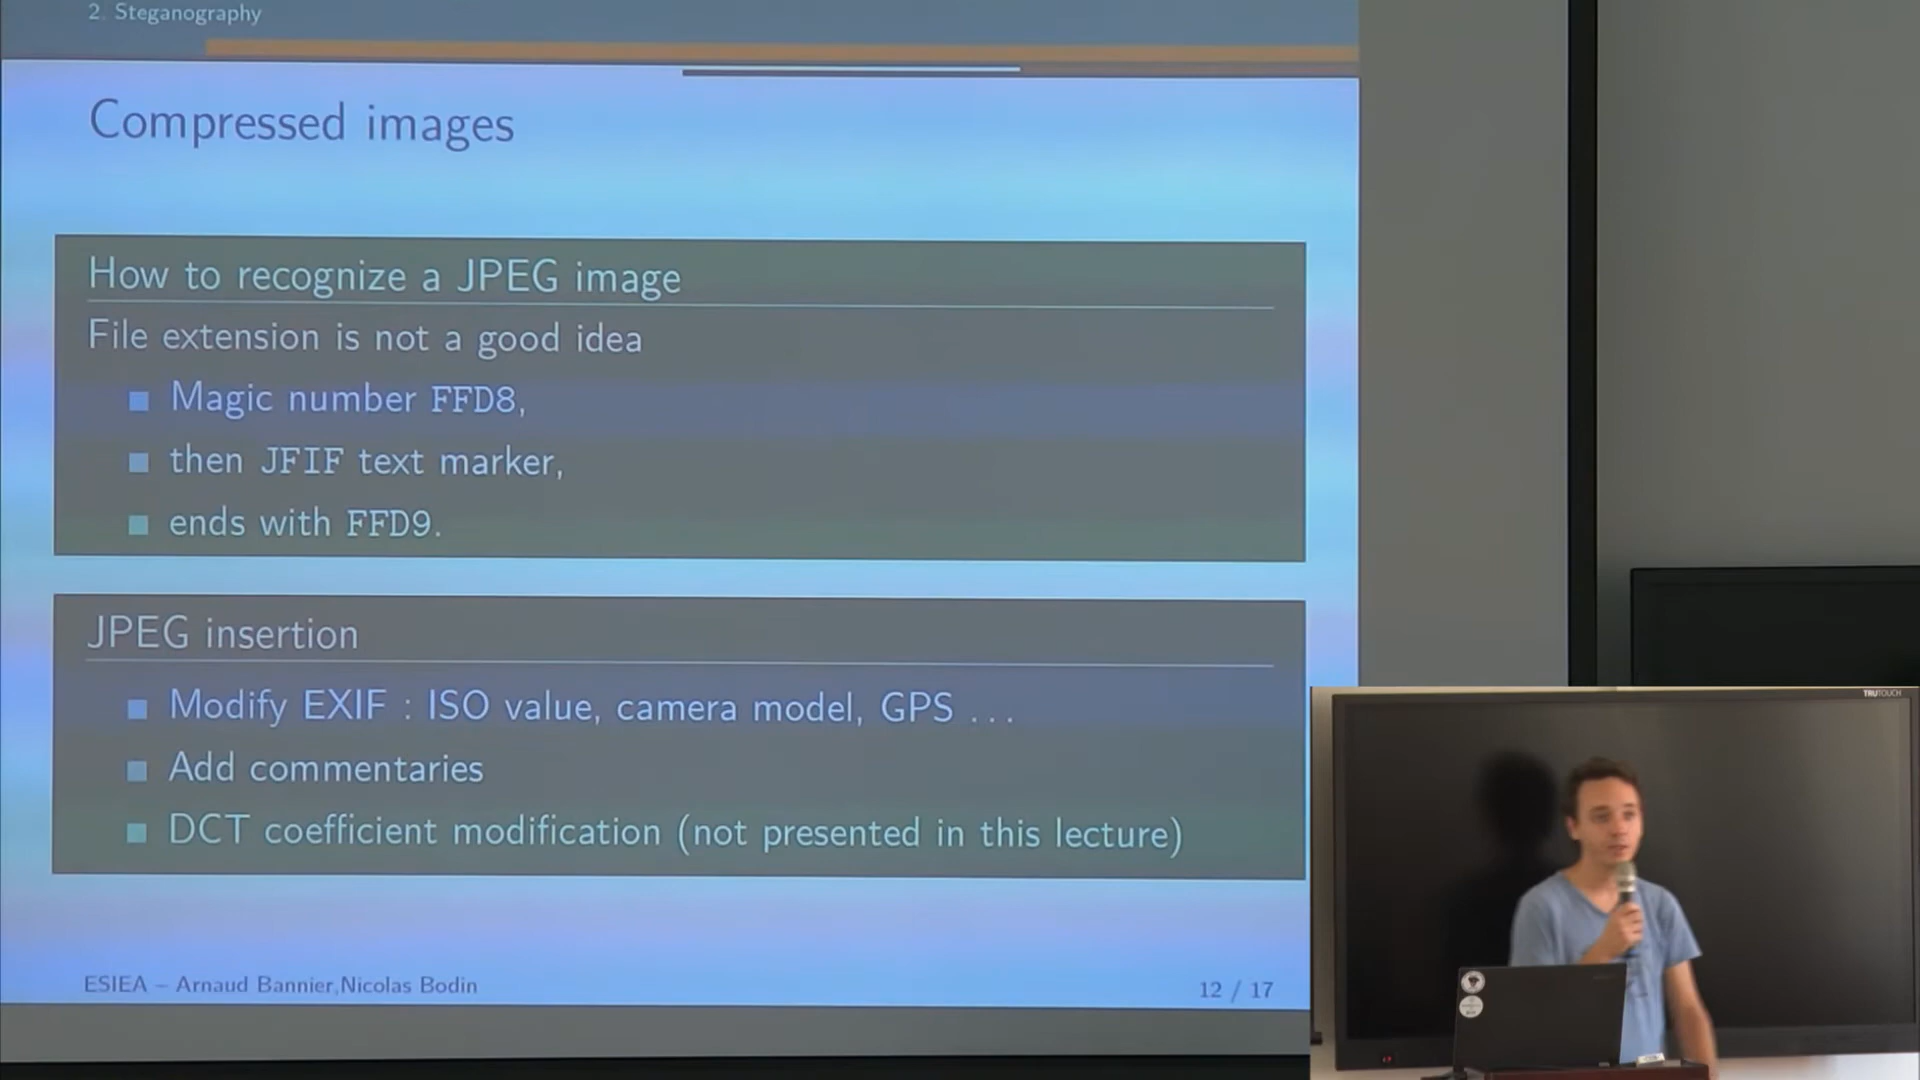 2. Steganography
Compressed images
How to recognize a JPEG image
File extension is not a good idea
Magic number FFD8,
then JFIF text marker,
ends with FFD9.
JPEG insertion
Modify EXIF : ISO value, camera model, GPS ...
Add commentaries
DCT coefficient modification (not presented in this lecture)
ESIEA – Arnaud Bannier,Nicolas Bodin
12 / 17
TRUTOUCH